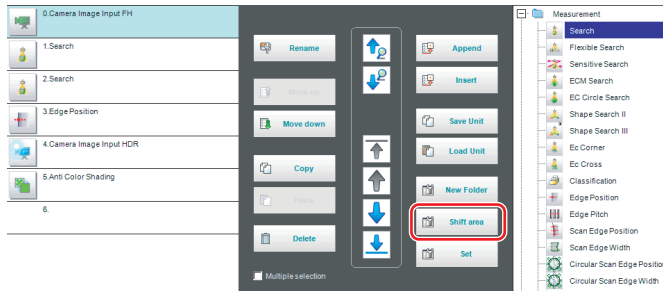 0.Camera Image Input FH
1.Search
2.Search
3.Edge Position
4.Camera Image Input HDR
5.Anti Color Shading
6.
Rename
Move up
Move down
Copy
Paste
Delete
Multiple selection
Append
Insert
Save Unit
Load Unit
New Folder
Shift area
Set
Measurement
Search
Flexible Search
Sensitive Search
ECM Search
EC Circle Search
Shape Search II
Shape Search III
Ec Corner
Ec Cross
Classification
Edge Position
Edge Pitch
Scan Edge Position
Scan Edge Width
Circular Scan Edge Position
Circular Scan Edge Width